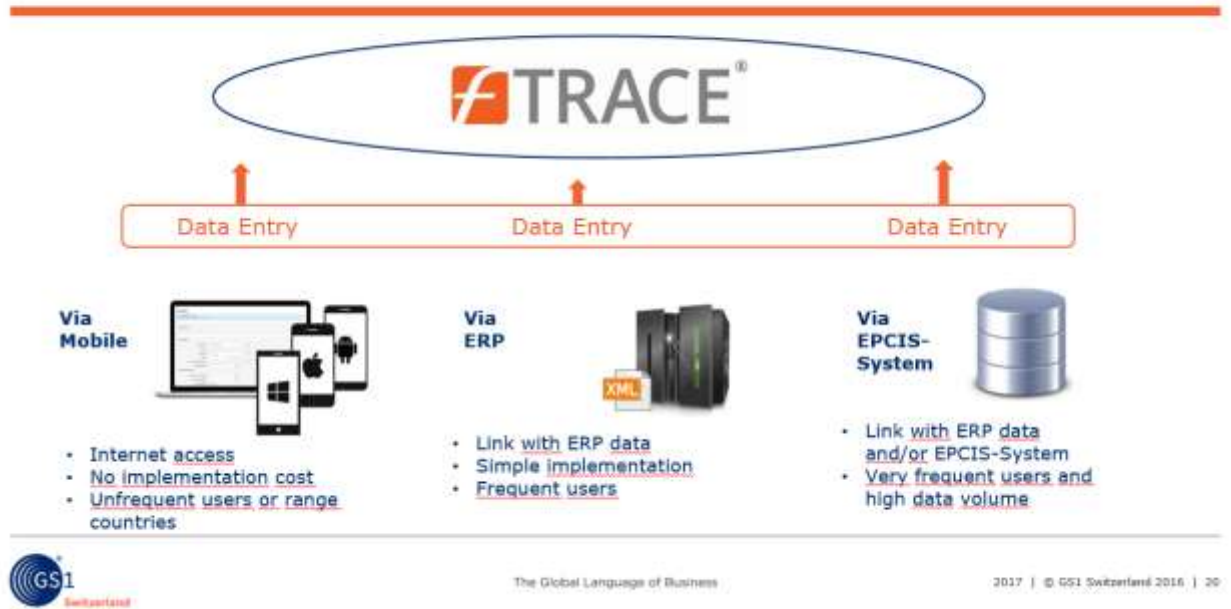 fTRACE®
Data Entry
Data Entry
Data Entry
Via
Mobile
Internet access
No implementation cost
Unfrequent users or range
countries
Via
ERP
XML
Link with ERP data
Simple implementation
Frequent users
Via
EPCIS-
System
Link with ERP data
and/or EPCIS-System
Very frequent users and
high data volume
GS1
Switzerland
The Global Language of Business
2017 | © GS1 Switzerland 2016 | 20